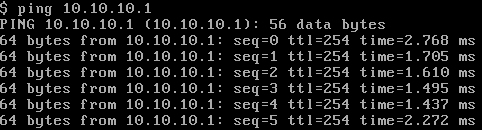 $ ping 10.10.10.1
PING 10.10.10.1 (10.10.10.1): 56 data bytes
64 bytes from 10.10.10.1: seq=0 ttl=254 time=2.768 ms
64 bytes from 10.10.10.1: seq=1 ttl=254 time=1.705 ms
64 bytes from 10.10.10.1: seq=2 ttl=254 time=1.610 ms
64 bytes from 10.10.10.1: seq=3 ttl=254 time=1.495 ms
64 bytes from 10.10.10.1: seq=4 ttl=254 time=1.437 ms
64 bytes from 10.10.10.1: seq=5 ttl=254 time=2.272 ms